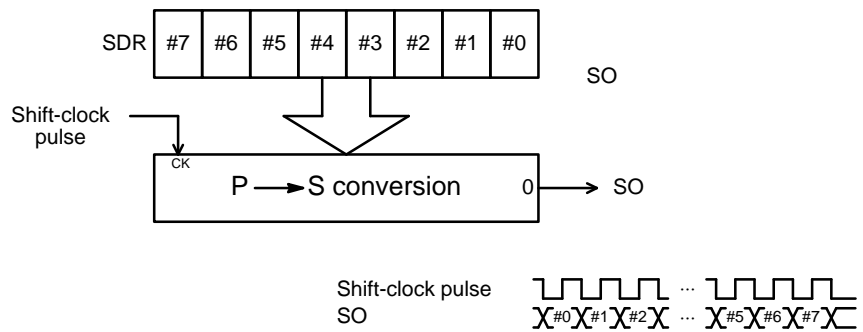 SDR #7 #6 #5 #4 #3 #2 #1 #0
SO
Shift-clock
pulse
CK
P S conversion 0 SO
Shift-clock pulse ...
SO #0 #1 #2 ... #5 #6 #7